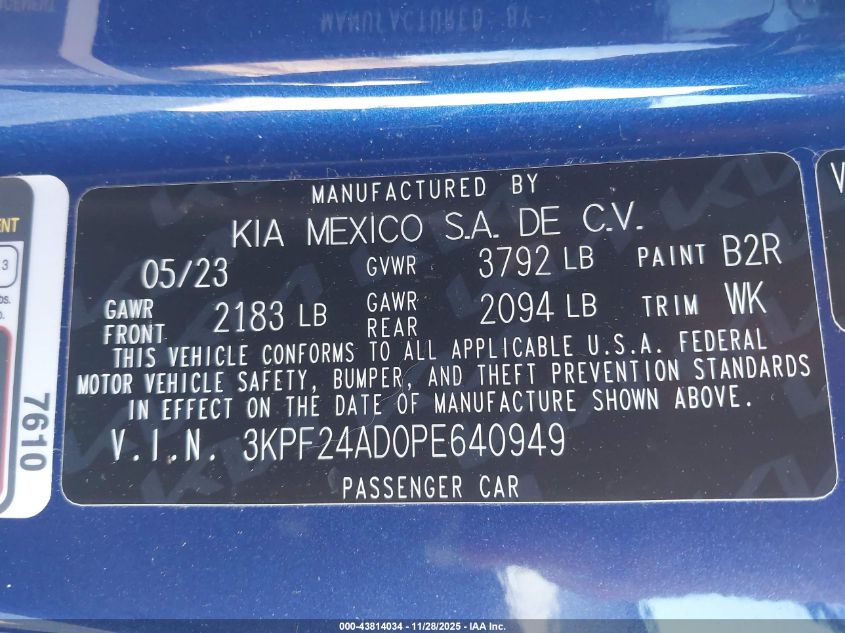 MANUFACTURED BY
KIA MEXICO S.A. DE C.V.
05/23 GVWR 3792 LB PAINT B2R
GAWR FRONT 2183 LB GAWR REAR 2094 LB TRIM WK
THIS VEHICLE CONFORMS TO ALL APPLICABLE U.S.A. FEDERAL
MOTOR VEHICLE SAFETY, BUMPER, AND THEFT PREVENTION STANDARDS
IN EFFECT ON THE DATE OF MANUFACTURE SHOWN ABOVE.
V.I.N. 3KPF24AD0PE640949
PASSENGER CAR
7610
000-43814034 - 11/28/2025 - IAA Inc.